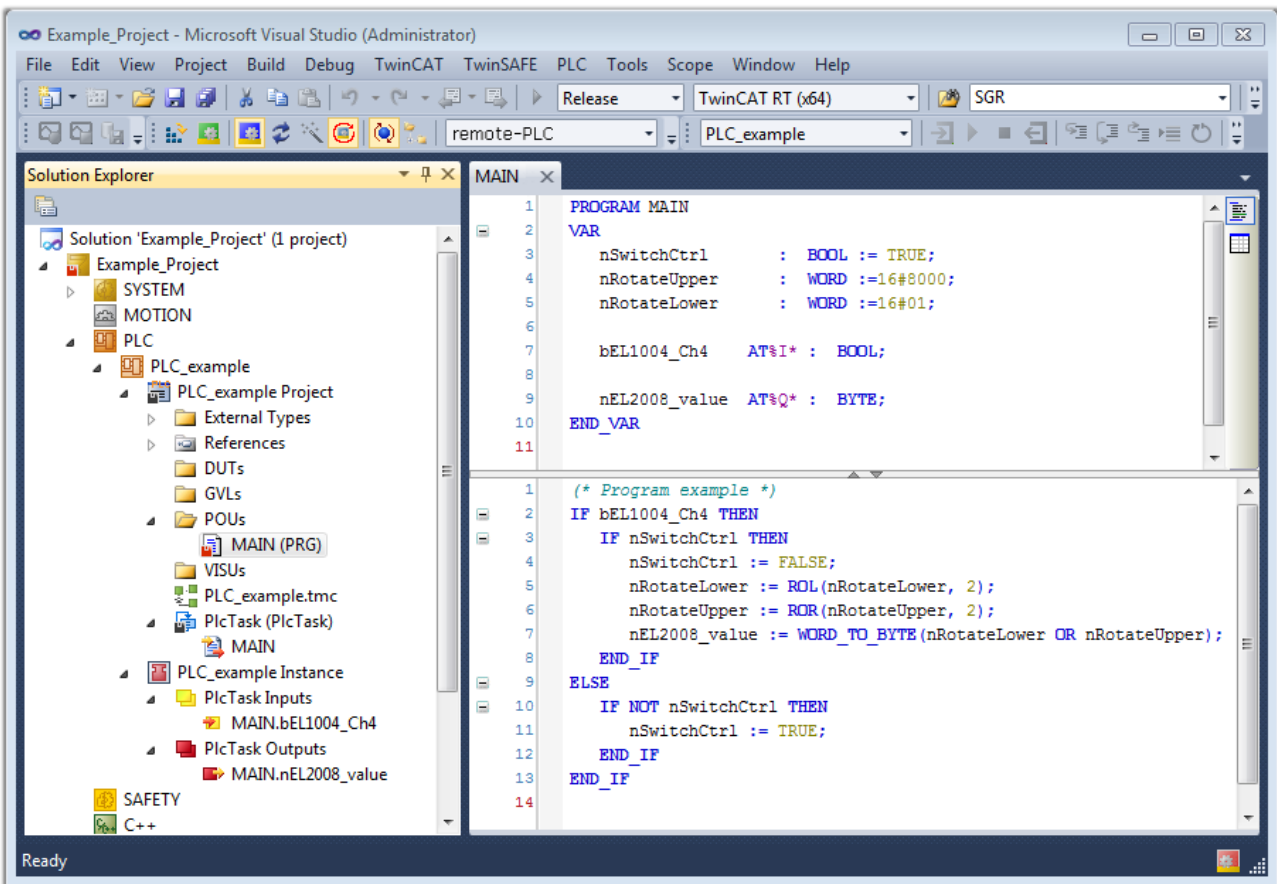 Example_Project - Microsoft Visual Studio (Administrator)
File Edit View Project Build Debug TwinCAT TwinSAFE PLC Tools Scope Window Help
Release TwinCAT RT (x64) SGR
remote-PLC PLC_example
Solution Explorer
Solution 'Example_Project' (1 project)
Example_Project
SYSTEM
MOTION
PLC
PLC_example
PLC_example Project
External Types
References
DUTs
GVLs
POUs
MAIN (PRG)
VISUs
PLC_example.tmc
PlcTask (PlcTask)
MAIN
PLC_example Instance
PlcTask Inputs
MAIN.bEL1004_Ch4
PlcTask Outputs
MAIN.nEL2008_value
SAFETY
C++
MAIN
1 PROGRAM MAIN
2 VAR
3 nSwitchCtrl : BOOL := TRUE;
4 nRotateUpper : WORD :=16#8000;
5 nRotateLower : WORD :=16#01;
6
7 bEL1004_Ch4 AT%I* : BOOL;
8
9 nEL2008_value AT%Q* : BYTE;
10 END_VAR
11
1 (* Program example *)
2 IF bEL1004_Ch4 THEN
3 IF nSwitchCtrl THEN
4 nSwitchCtrl := FALSE;
5 nRotateLower := ROL(nRotateLower, 2);
6 nRotateUpper := ROR(nRotateUpper, 2);
7 nEL2008_value := WORD_TO_BYTE(nRotateLower OR nRotateUpper);
8 END_IF
9 ELSE
10 IF NOT nSwitchCtrl THEN
11 nSwitchCtrl := TRUE;
12 END_IF
13 END_IF
14
Ready